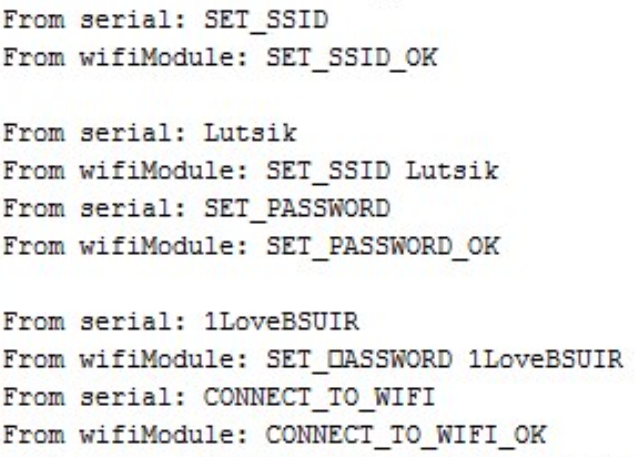 From serial: SET_SSID
From wifiModule: SET_SSID_OK
From serial: Lutsik
From wifiModule: SET_SSID Lutsik
From serial: SET_PASSWORD
From wifiModule: SET_PASSWORD_OK
From serial: 1LoveBSUIR
From wifiModule: SET_□ASSWORD 1LoveBSUIR
From serial: CONNECT_TO_WIFI
From wifiModule: CONNECT_TO_WIFI_OK